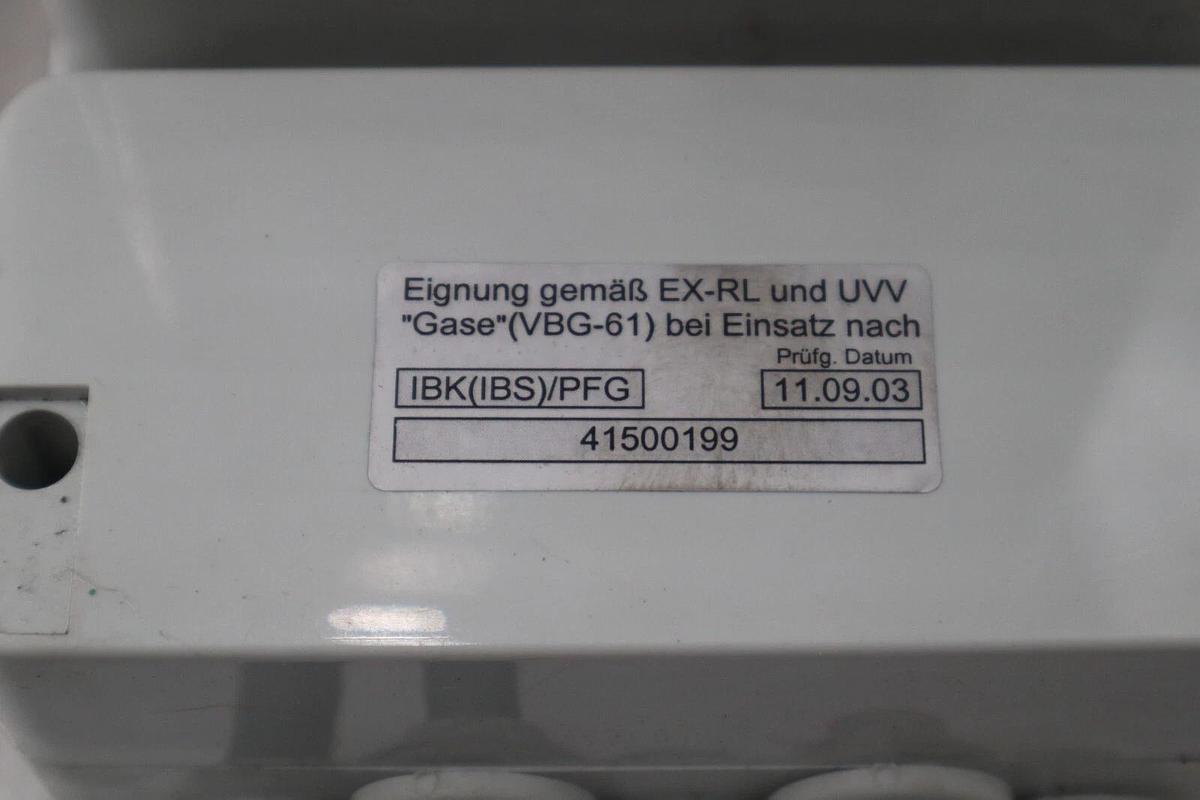 Eignung gemäß EX-RL und UVV
"Gase"(VBG-61) bei Einsatz nach
Prüfg. Datum
IBK(IBS)/PFG 11.09.03
41500199